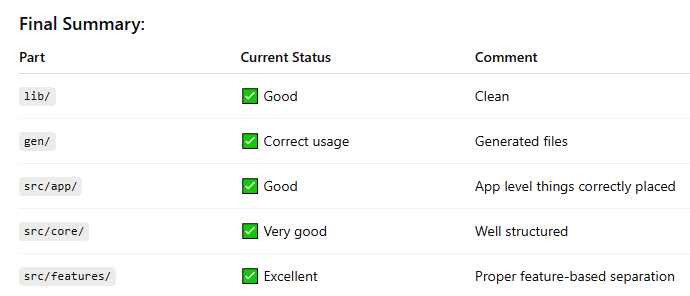 Final Summary:
Part Current Status Comment
lib/ ✅ Good Clean
gen/ ✅ Correct usage Generated files
src/app/ ✅ Good App level things correctly placed
src/core/ ✅ Very good Well structured
src/features/ ✅ Excellent Proper feature-based separation